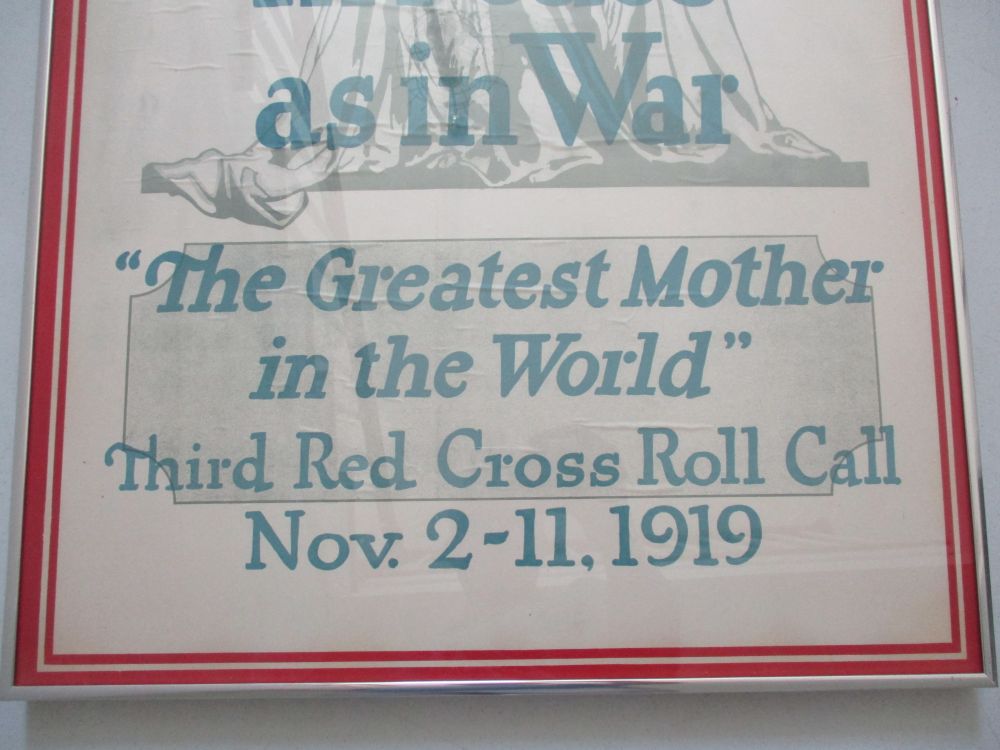 as in War
"The Greatest Mother
in the World"
Third Red Cross Roll Call
Nov. 2-11, 1919